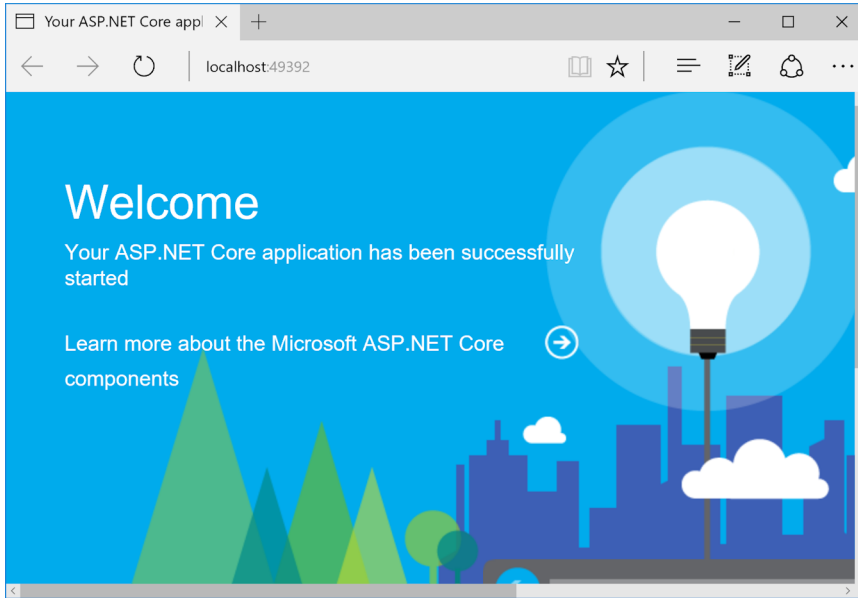 Your ASP.NET Core appl
localhost:49392
Welcome
Your ASP.NET Core application has been successfully
started
Learn more about the Microsoft ASP.NET Core
components